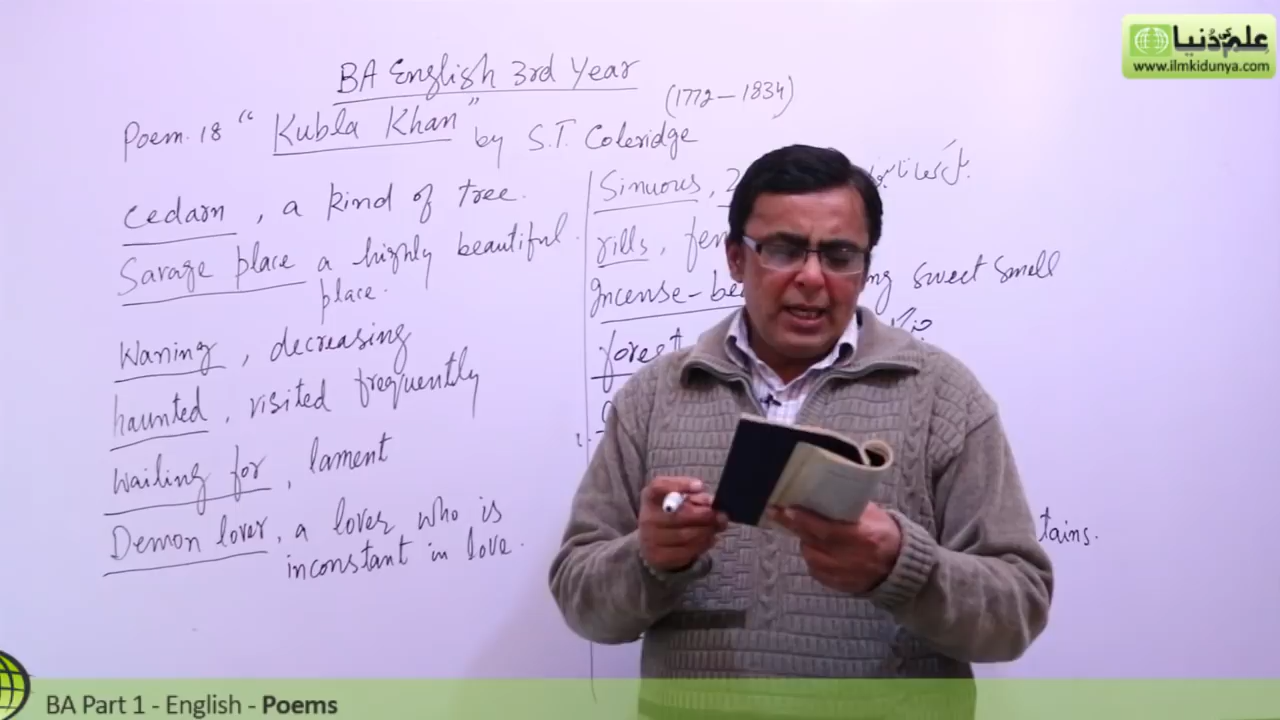 علم کی دنیا
www.ilmkidunya.com
BA English 3rd Year
(1772-1834)
Poem. 18 "Kubla Khan" by S.T. Coleridge
Cedarn, a kind of tree.
Savage place a highly beautiful place.
Waning, decreasing
haunted, visited frequently
Wailing for, lament
Demon lover, a lover who is
inconstant in love.
Sinuous,
rills,
Incense- sweet smell
forest
tains.
BA Part 1 - English - Poems